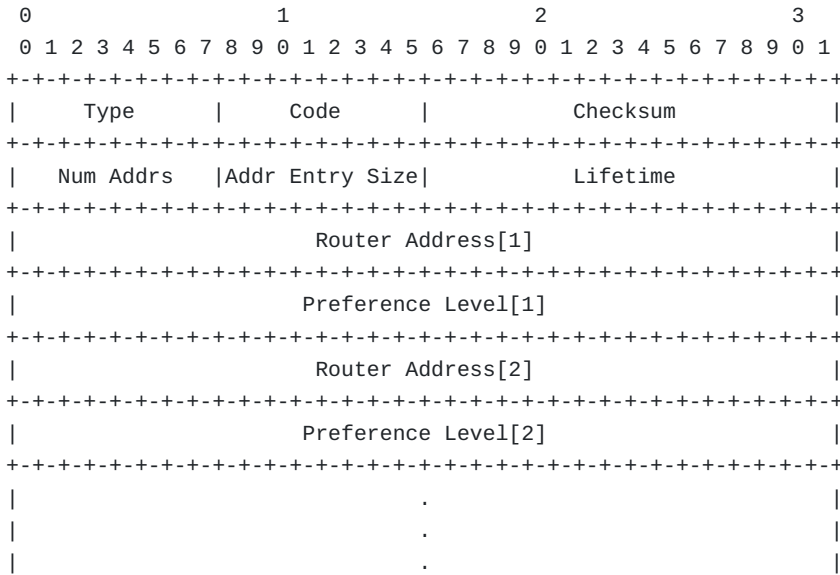 0                   1                   2                   3
 0 1 2 3 4 5 6 7 8 9 0 1 2 3 4 5 6 7 8 9 0 1 2 3 4 5 6 7 8 9 0 1
+-+-+-+-+-+-+-+-+-+-+-+-+-+-+-+-+-+-+-+-+-+-+-+-+-+-+-+-+-+-+-+-+
|     Type      |     Code      |           Checksum            |
+-+-+-+-+-+-+-+-+-+-+-+-+-+-+-+-+-+-+-+-+-+-+-+-+-+-+-+-+-+-+-+-+
|   Num Addrs   |Addr Entry Size|           Lifetime            |
+-+-+-+-+-+-+-+-+-+-+-+-+-+-+-+-+-+-+-+-+-+-+-+-+-+-+-+-+-+-+-+-+
|                       Router Address[1]                       |
+-+-+-+-+-+-+-+-+-+-+-+-+-+-+-+-+-+-+-+-+-+-+-+-+-+-+-+-+-+-+-+-+
|                      Preference Level[1]                      |
+-+-+-+-+-+-+-+-+-+-+-+-+-+-+-+-+-+-+-+-+-+-+-+-+-+-+-+-+-+-+-+-+
|                       Router Address[2]                       |
+-+-+-+-+-+-+-+-+-+-+-+-+-+-+-+-+-+-+-+-+-+-+-+-+-+-+-+-+-+-+-+-+
|                      Preference Level[2]                      |
+-+-+-+-+-+-+-+-+-+-+-+-+-+-+-+-+-+-+-+-+-+-+-+-+-+-+-+-+-+-+-+-+
|                               .                               |
|                               .                               |
|                               .                               |